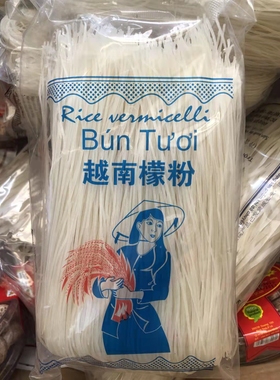 Rice vermicelli
Bún Tươi
越南檬粉